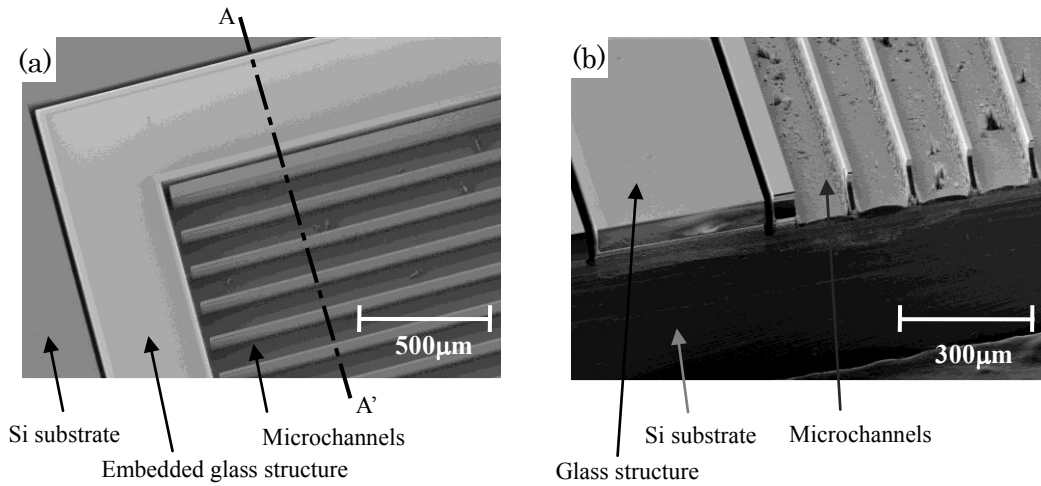 (a)
A
A'
500μm
Si substrate
Embedded glass structure
Microchannels
(b)
300μm
Glass structure
Si substrate
Microchannels